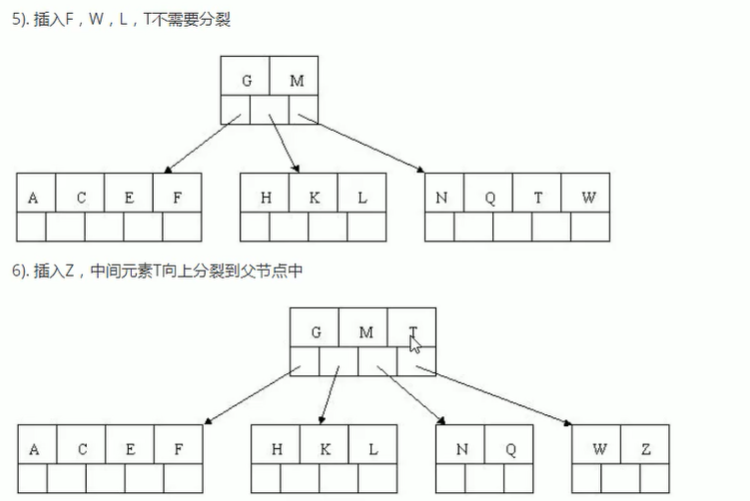 5). 插入F，W，L，T不需要分裂
G M
A C E F H K L N Q T W
6). 插入Z，中间元素T向上分裂到父节点中
G M T
A C E F H K L N Q W Z